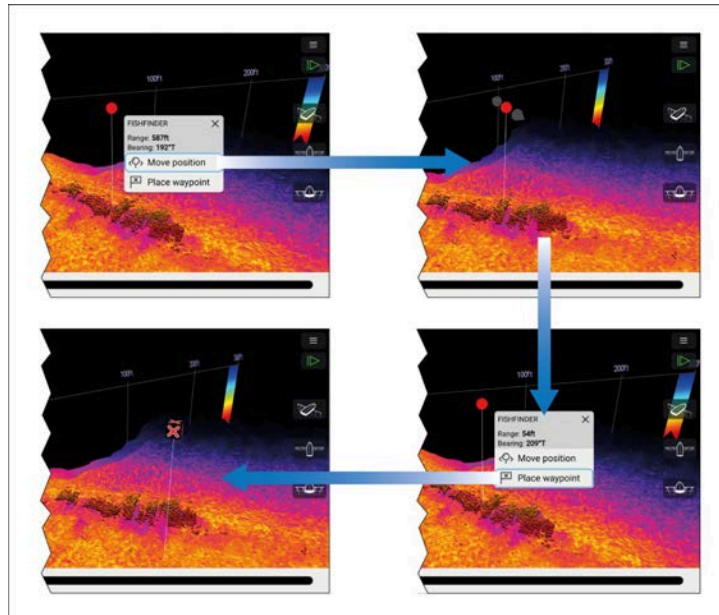 100ft
200ft
FISHFINDER
Range: 587ft
Bearing: 192°T
Move position
Place waypoint
100ft
100ft
200ft
FISHFINDER
Range: 54ft
Bearing: 209°T
Move position
Place waypoint